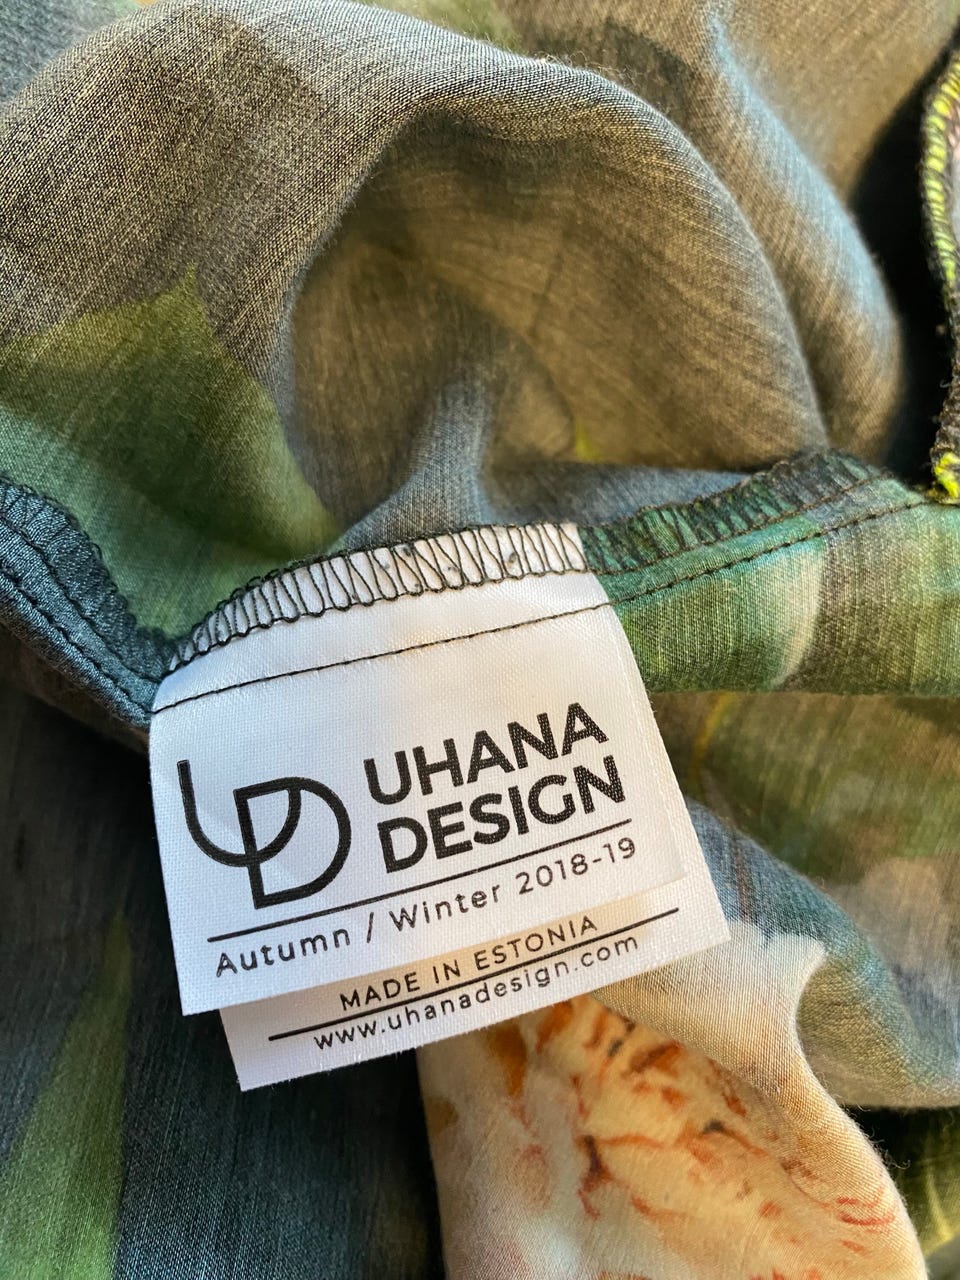 UD
UHANA
DESIGN
Autumn / Winter 2018-19
MADE IN ESTONIA
www.uhanadesign.com